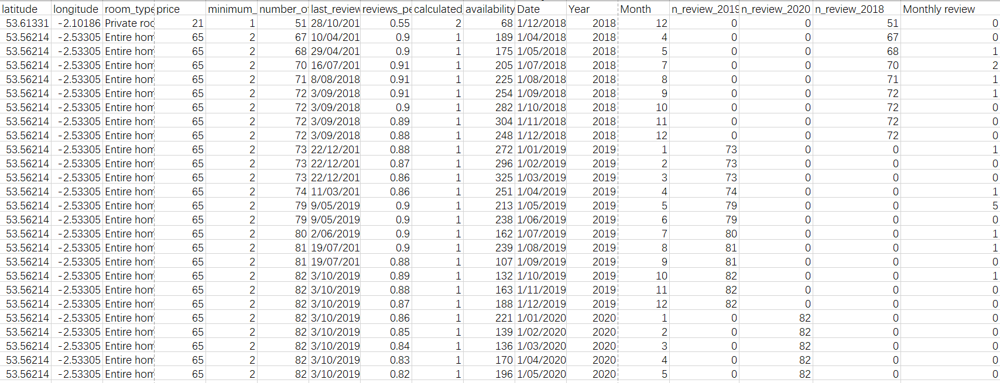 latitude longitude room_type price minimum_ number_of last_review reviews_pe calculated_ availability Date Year Month n_review_2019 n_review_2020 n_review_2018 Monthly review
53.61331 -2.10186 Private roo 21 1 51 28/10/201 0.55 2 68 1/12/2018 2018 12 0 0 51 0
53.56214 -2.53305 Entire hom 65 2 67 10/04/201 0.9 1 189 1/04/2018 2018 4 0 0 67 0
53.56214 -2.53305 Entire hom 65 2 68 29/04/201 0.9 1 175 1/05/2018 2018 5 0 0 68 1
53.56214 -2.53305 Entire hom 65 2 70 16/07/201 0.91 1 205 1/07/2018 2018 7 0 0 70 2
53.56214 -2.53305 Entire hom 65 2 71 8/08/2018 0.91 1 225 1/08/2018 2018 8 0 0 71 1
53.56214 -2.53305 Entire hom 65 2 72 3/09/2018 0.91 1 254 1/09/2018 2018 9 0 0 72 1
53.56214 -2.53305 Entire hom 65 2 72 3/09/2018 0.9 1 282 1/10/2018 2018 10 0 0 72 0
53.56214 -2.53305 Entire hom 65 2 72 3/09/2018 0.89 1 304 1/11/2018 2018 11 0 0 72 0
53.56214 -2.53305 Entire hom 65 2 72 3/09/2018 0.88 1 248 1/12/2018 2018 12 0 0 72 0
53.56214 -2.53305 Entire hom 65 2 73 22/12/201 0.88 1 272 1/01/2019 2019 1 73 0 0 1
53.56214 -2.53305 Entire hom 65 2 73 22/12/201 0.87 1 296 1/02/2019 2019 2 73 0 0 0
53.56214 -2.53305 Entire hom 65 2 73 22/12/201 0.86 1 325 1/03/2019 2019 3 73 0 0 0
53.56214 -2.53305 Entire hom 65 2 74 11/03/201 0.86 1 251 1/04/2019 2019 4 74 0 0 1
53.56214 -2.53305 Entire hom 65 2 79 9/05/2019 0.9 1 213 1/05/2019 2019 5 79 0 0 5
53.56214 -2.53305 Entire hom 65 2 79 9/05/2019 0.9 1 238 1/06/2019 2019 6 79 0 0 0
53.56214 -2.53305 Entire hom 65 2 80 2/06/2019 0.9 1 162 1/07/2019 2019 7 80 0 0 1
53.56214 -2.53305 Entire hom 65 2 81 19/07/201 0.9 1 239 1/08/2019 2019 8 81 0 0 1
53.56214 -2.53305 Entire hom 65 2 81 19/07/201 0.88 1 107 1/09/2019 2019 9 81 0 0 0
53.56214 -2.53305 Entire hom 65 2 82 3/10/2019 0.89 1 132 1/10/2019 2019 10 82 0 0 1
53.56214 -2.53305 Entire hom 65 2 82 3/10/2019 0.88 1 163 1/11/2019 2019 11 82 0 0 0
53.56214 -2.53305 Entire hom 65 2 82 3/10/2019 0.87 1 188 1/12/2019 2019 12 82 0 0 0
53.56214 -2.53305 Entire hom 65 2 82 3/10/2019 0.86 1 221 1/01/2020 2020 1 0 82 0 0
53.56214 -2.53305 Entire hom 65 2 82 3/10/2019 0.85 1 139 1/02/2020 2020 2 0 82 0 0
53.56214 -2.53305 Entire hom 65 2 82 3/10/2019 0.84 1 136 1/03/2020 2020 3 0 82 0 0
53.56214 -2.53305 Entire hom 65 2 82 3/10/2019 0.83 1 170 1/04/2020 2020 4 0 82 0 0
53.56214 -2.53305 Entire hom 65 2 82 3/10/2019 0.82 1 196 1/05/2020 2020 5 0 82 0 0